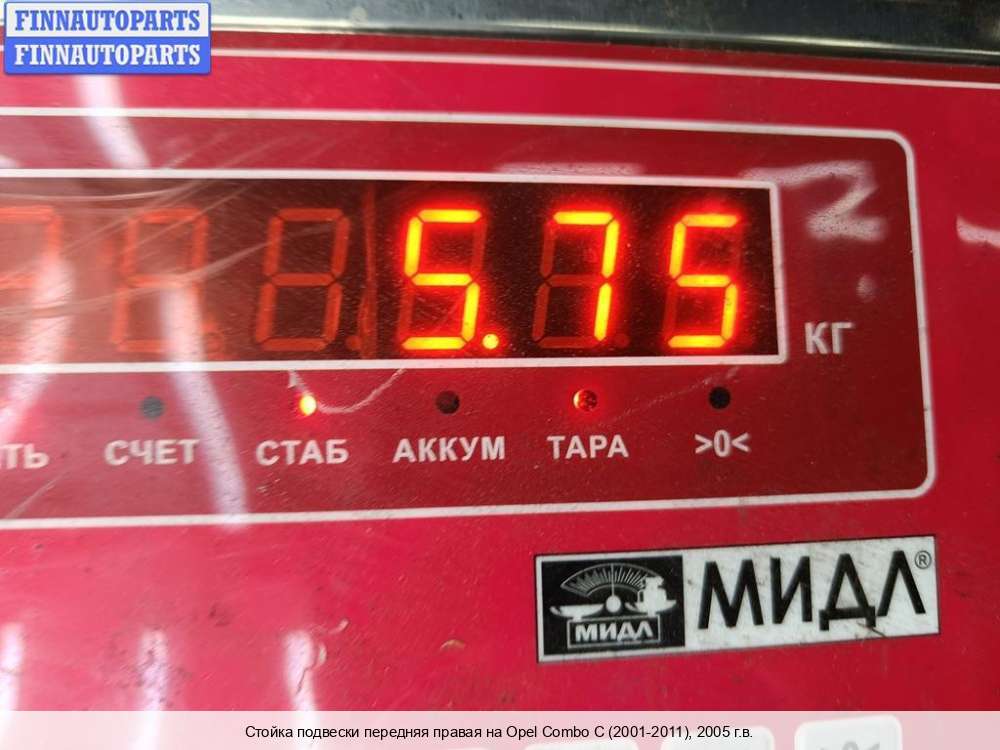 FINNAUTOPARTS
FINNAUTOPARTS
5.75
КГ
СЧЕТ СТАБ АККУМ ТАРА >0<
МИДЛ МИДЛ®
Стойка подвески передняя правая на Opel Combo C (2001-2011), 2005 г.в.